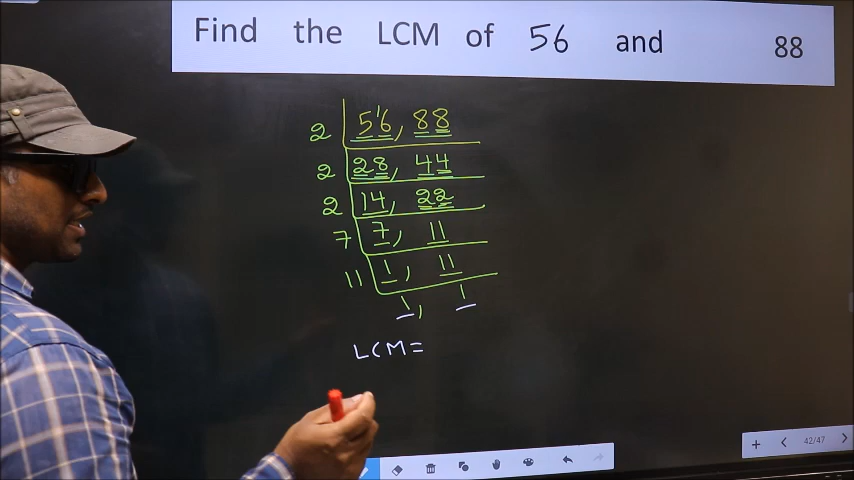 Find the LCM of 56 and 88
2 56, 88
2 28, 44
2 14, 22
7 7, 11
11 1, 11
1, 1
LCM=
+ < 42/47 >